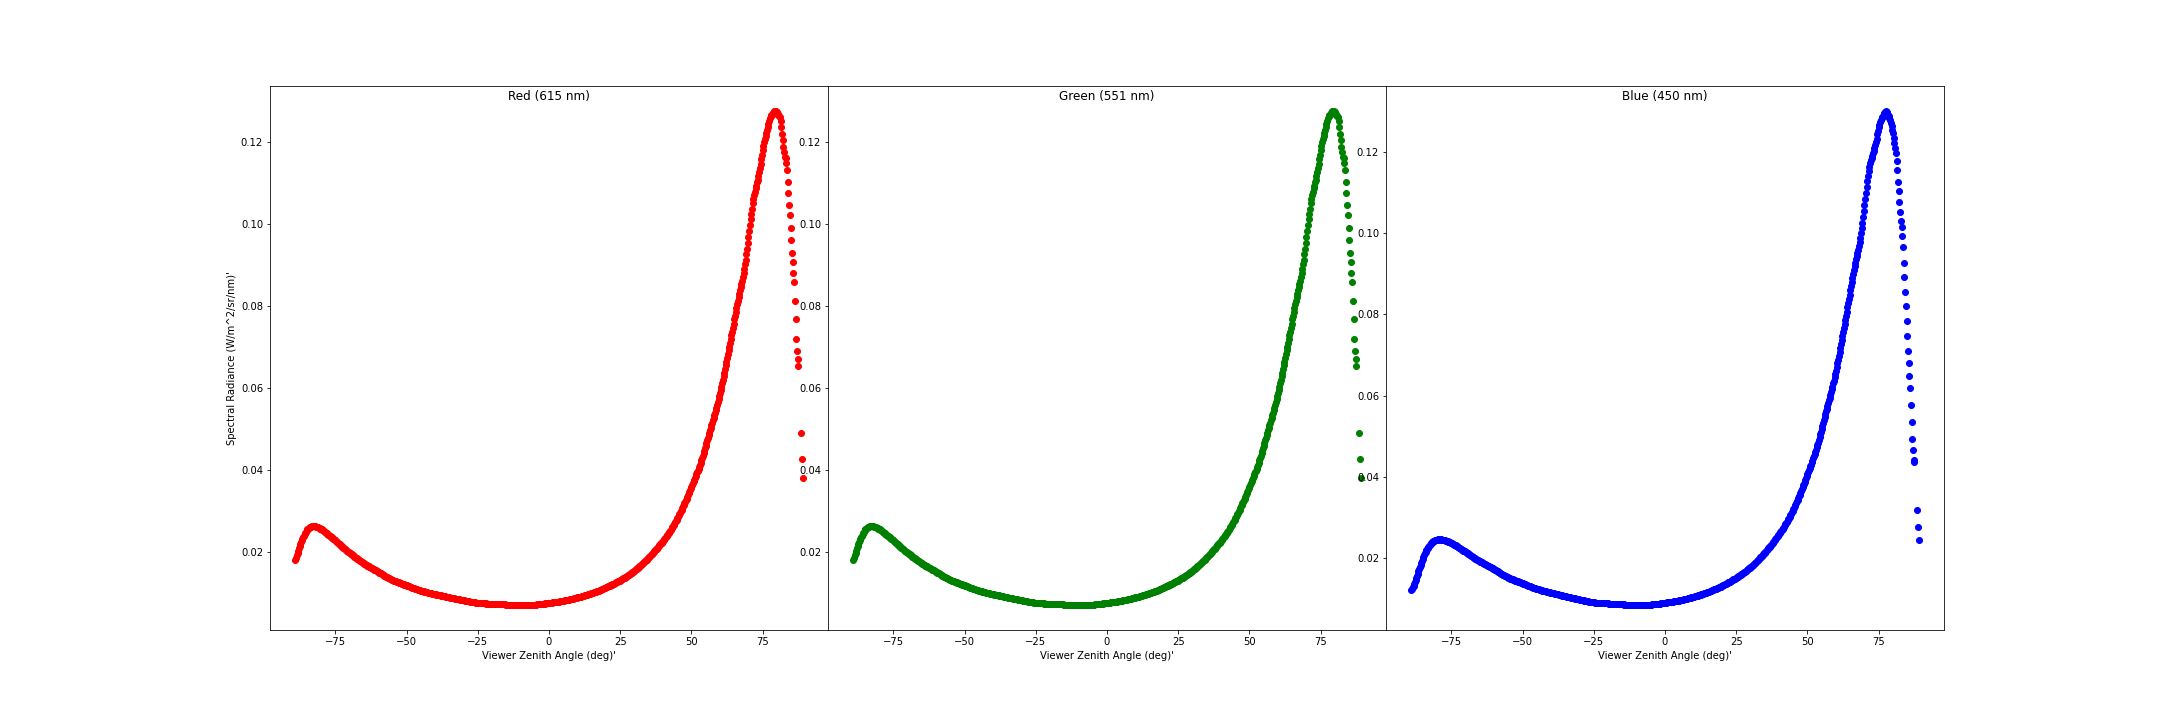 Red (615 nm)
Green (551 nm)
Blue (450 nm)
Spectral Radiance (W/m^2/sr/nm)'
0.12
0.10
0.08
0.06
0.04
0.02
0.12
0.10
0.08
0.06
0.04
0.02
0.12
0.10
0.08
0.06
0.04
0.02
−75 −50 −25 0 25 50 75
−75 −50 −25 0 25 50 75
−75 −50 −25 0 25 50 75
Viewer Zenith Angle (deg)'
Viewer Zenith Angle (deg)'
Viewer Zenith Angle (deg)'